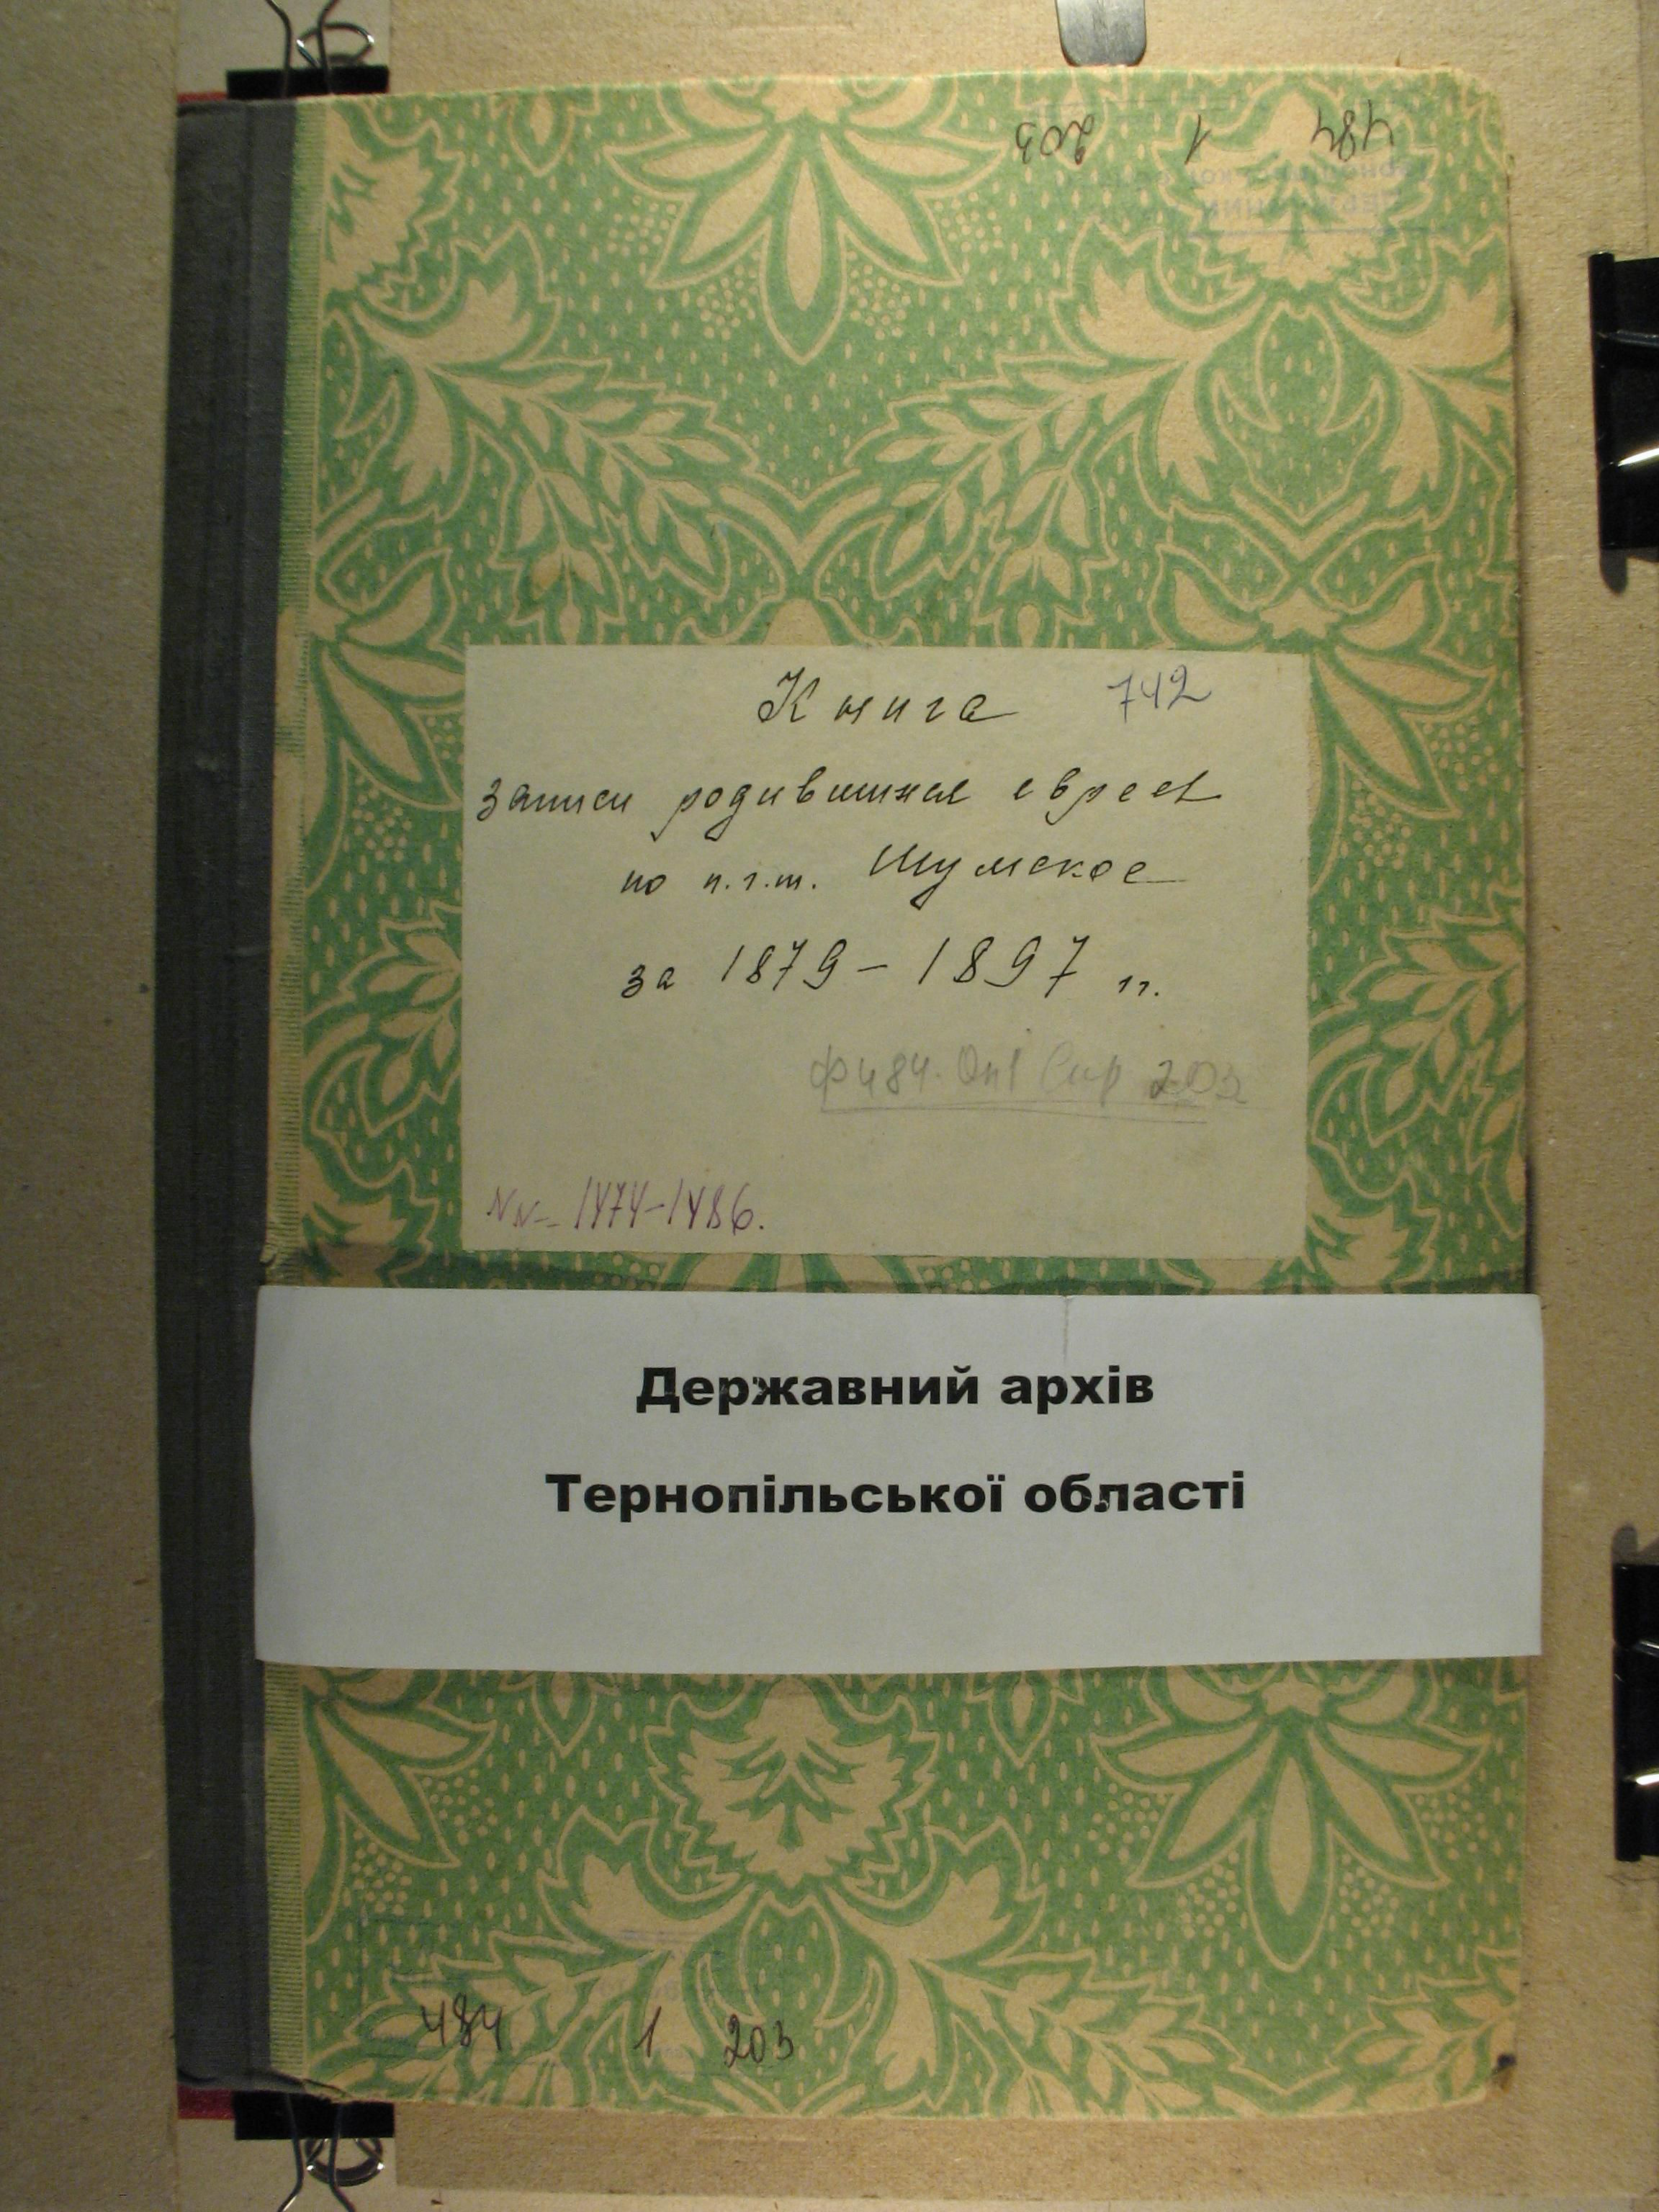 484 1 203
Книга 742
записи родившихся евреев
по п.г.т. Шумское
за 1879-1897 гг.
ф484. Оп1 Спр 203
NN-- 1474-1486.
Державний архів
Тернопільської області
484 1 203